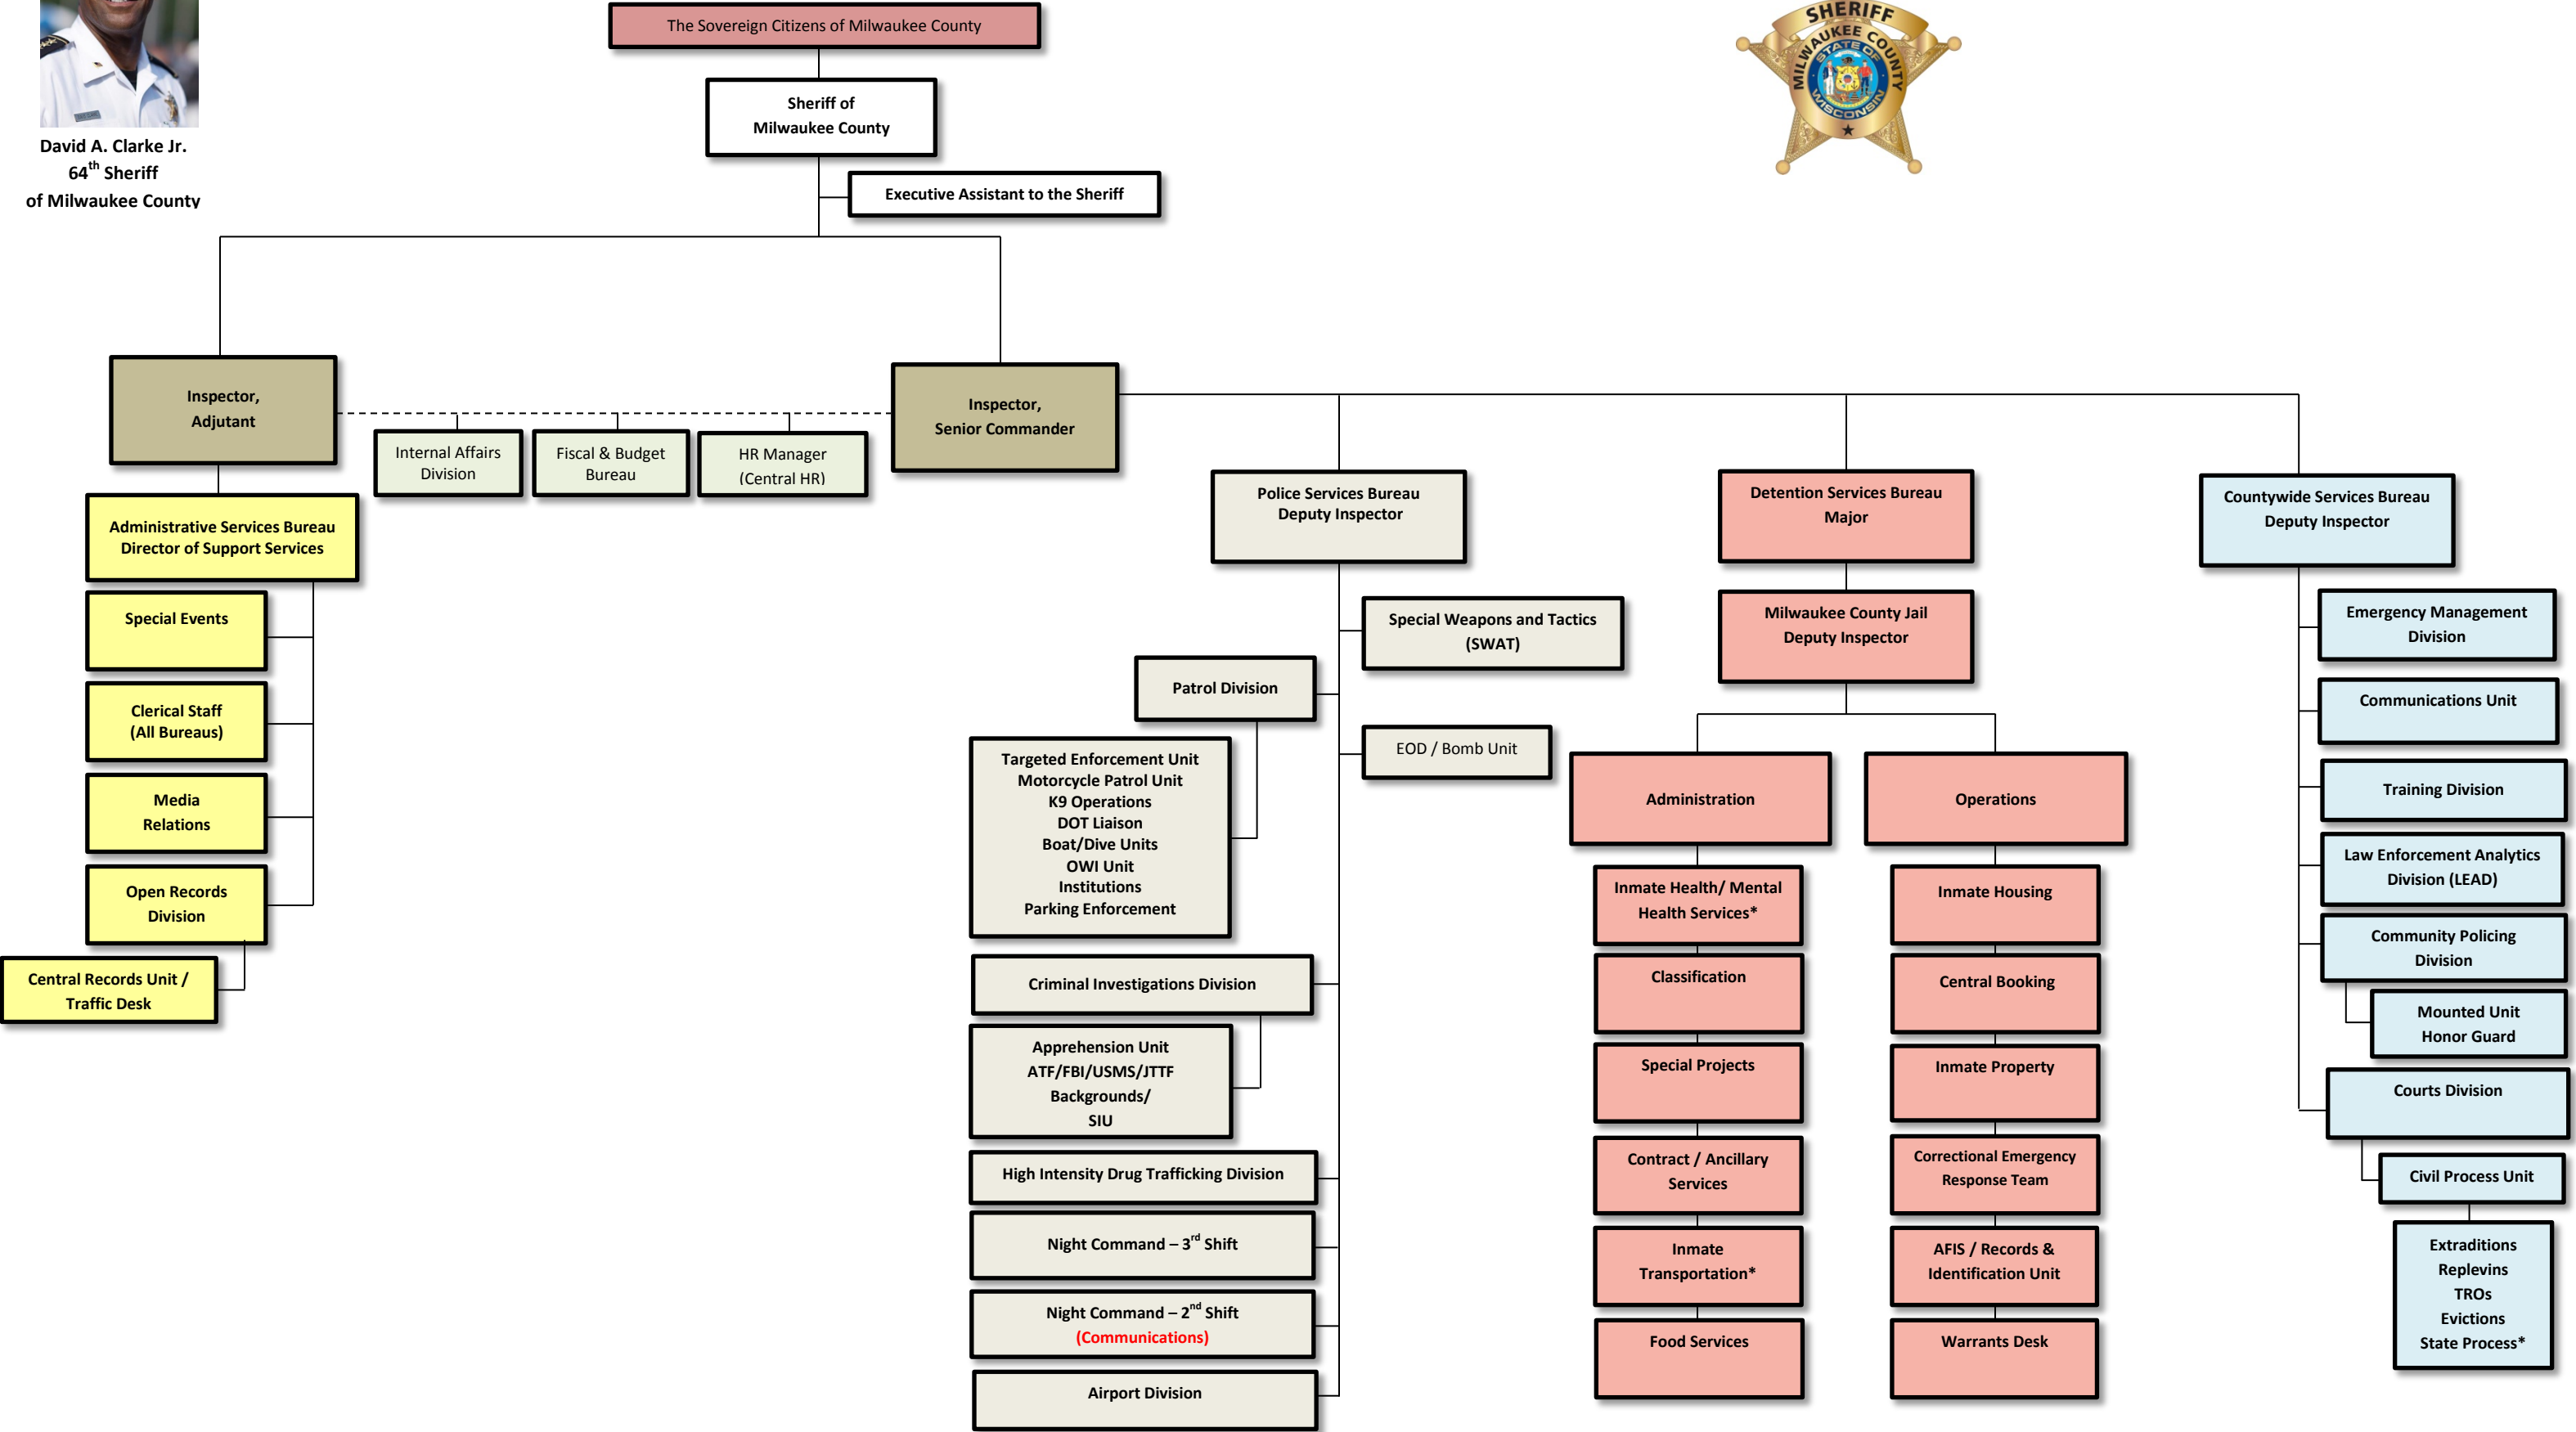 The Sovereign Citizens of Milwaukee County
SHERIFF
MILWAUKEE COUNTY
STATE OF
WISCONSIN
Sheriff of
Milwaukee County
David A. Clarke Jr.
64th Sheriff
of Milwaukee County
Executive Assistant to the Sheriff
Inspector,
Adjutant
Inspector,
Senior Commander
Internal Affairs
Division
Fiscal & Budget
Bureau
HR Manager
(Central HR)
Administrative Services Bureau
Director of Support Services
Special Events
Clerical Staff
(All Bureaus)
Media
Relations
Open Records
Division
Central Records Unit /
Traffic Desk
Police Services Bureau
Deputy Inspector
Special Weapons and Tactics
(SWAT)
Patrol Division
EOD / Bomb Unit
Targeted Enforcement Unit
Motorcycle Patrol Unit
K9 Operations
DOT Liaison
Boat/Dive Units
OWI Unit
Institutions
Parking Enforcement
Criminal Investigations Division
Apprehension Unit
ATF/FBI/USMS/JTTF
Backgrounds/
SIU
High Intensity Drug Trafficking Division
Night Command – 3rd Shift
Night Command – 2nd Shift
(Communications)
Airport Division
Detention Services Bureau
Major
Milwaukee County Jail
Deputy Inspector
Administration
Inmate Health/ Mental
Health Services*
Classification
Special Projects
Contract / Ancillary
Services
Inmate
Transportation*
Food Services
Operations
Inmate Housing
Central Booking
Inmate Property
Correctional Emergency
Response Team
AFIS / Records &
Identification Unit
Warrants Desk
Countywide Services Bureau
Deputy Inspector
Emergency Management
Division
Communications Unit
Training Division
Law Enforcement Analytics
Division (LEAD)
Community Policing
Division
Mounted Unit
Honor Guard
Courts Division
Civil Process Unit
Extraditions
Replevins
TROs
Evictions
State Process*